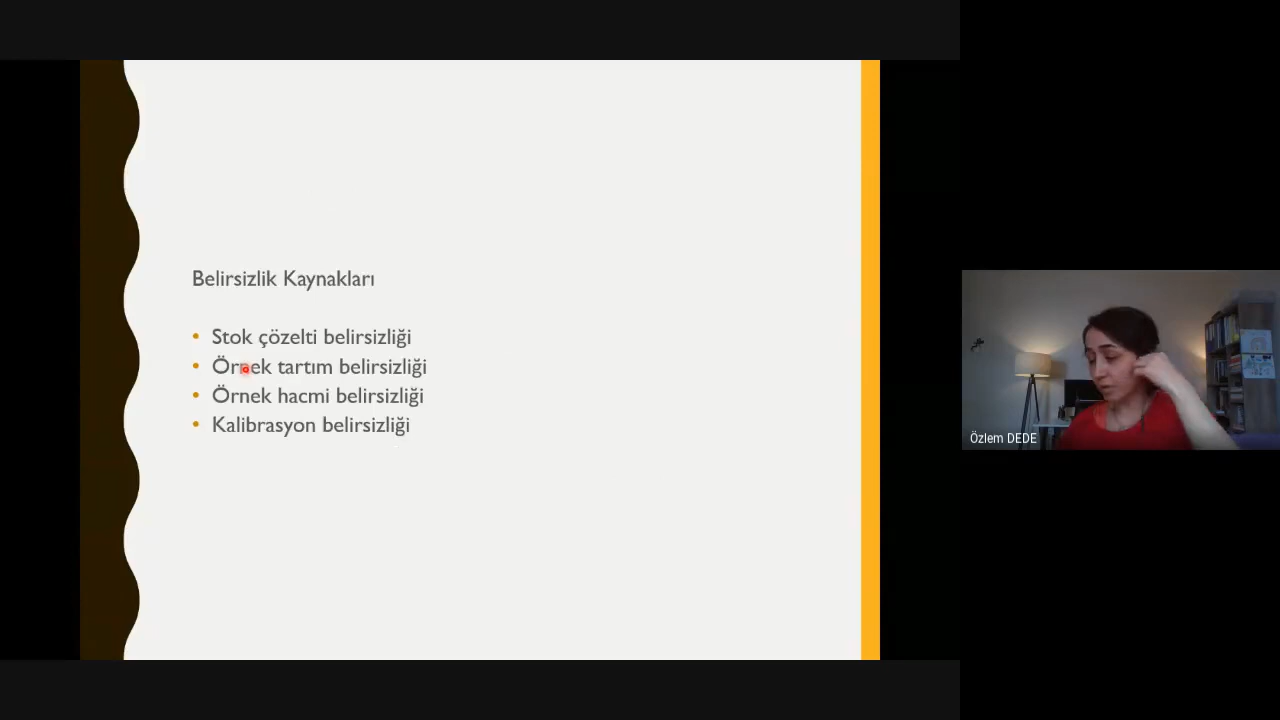 Belirsizlik Kaynakları
• Stok çözelti belirsizliği
• Örnek tartım belirsizliği
• Örnek hacmi belirsizliği
• Kalibrasyon belirsizliği
Özlem DEDE